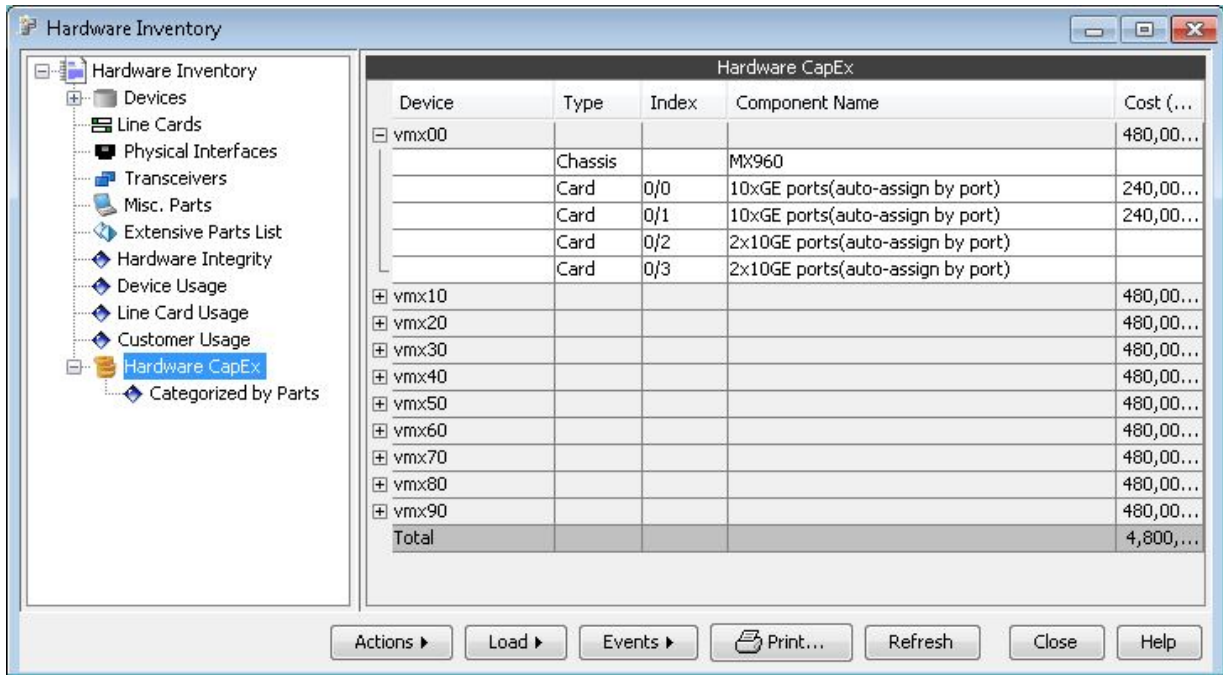 Hardware Inventory
Hardware Inventory
Devices
Line Cards
Physical Interfaces
Transceivers
Misc. Parts
Extensive Parts List
Hardware Integrity
Device Usage
Line Card Usage
Customer Usage
Hardware CapEx
Categorized by Parts
Hardware CapEx
Device Type Index Component Name Cost (...
vmx00 480,00...
Chassis MX960
Card 0/0 10xGE ports(auto-assign by port) 240,00...
Card 0/1 10xGE ports(auto-assign by port) 240,00...
Card 0/2 2x10GE ports(auto-assign by port)
Card 0/3 2x10GE ports(auto-assign by port)
vmx10 480,00...
vmx20 480,00...
vmx30 480,00...
vmx40 480,00...
vmx50 480,00...
vmx60 480,00...
vmx70 480,00...
vmx80 480,00...
vmx90 480,00...
Total 4,800,...
Actions Load Events Print... Refresh Close Help